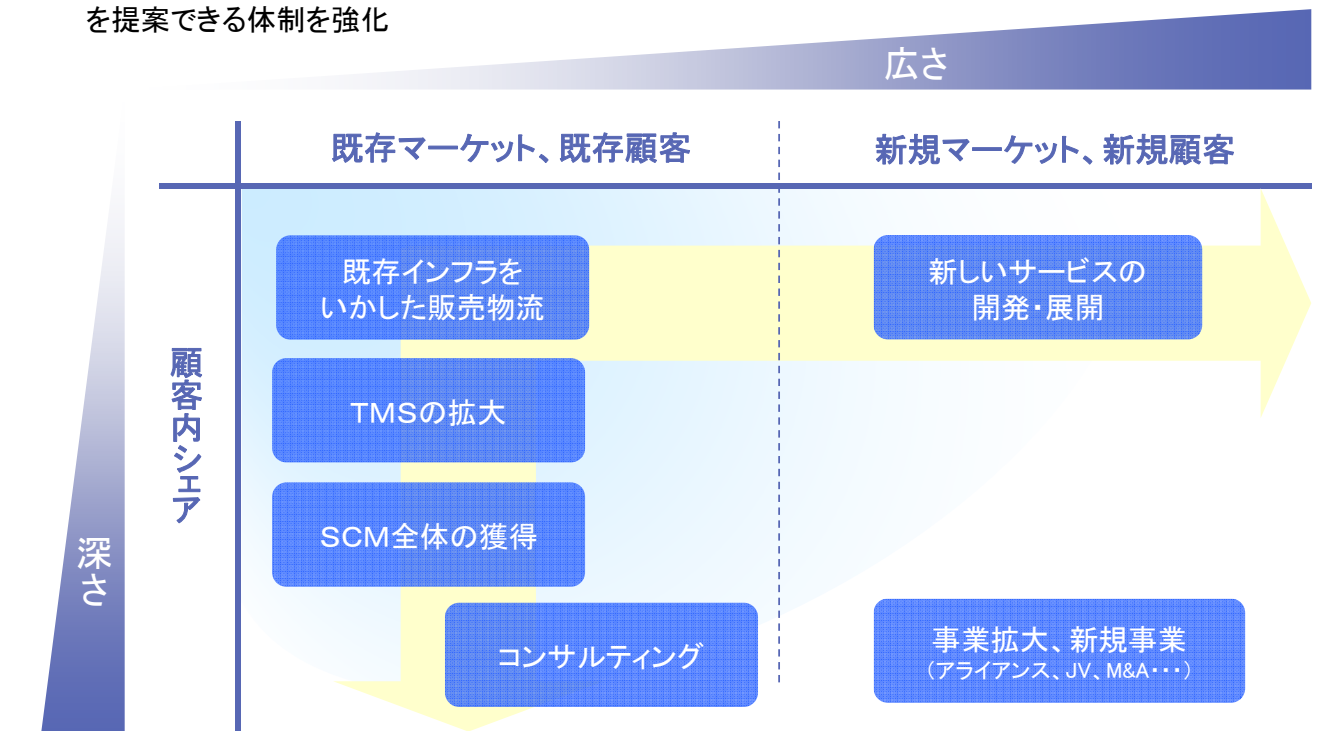 を提案できる体制を強化
広さ
既存マーケット、既存顧客
新規マーケット、新規顧客
既存インフラを
いかした販売物流
新しいサービスの
開発・展開
顧客内シェア
TMSの拡大
SCM全体の獲得
深さ
コンサルティング
事業拡大、新規事業
(アライアンス、JV、M&A・・・)